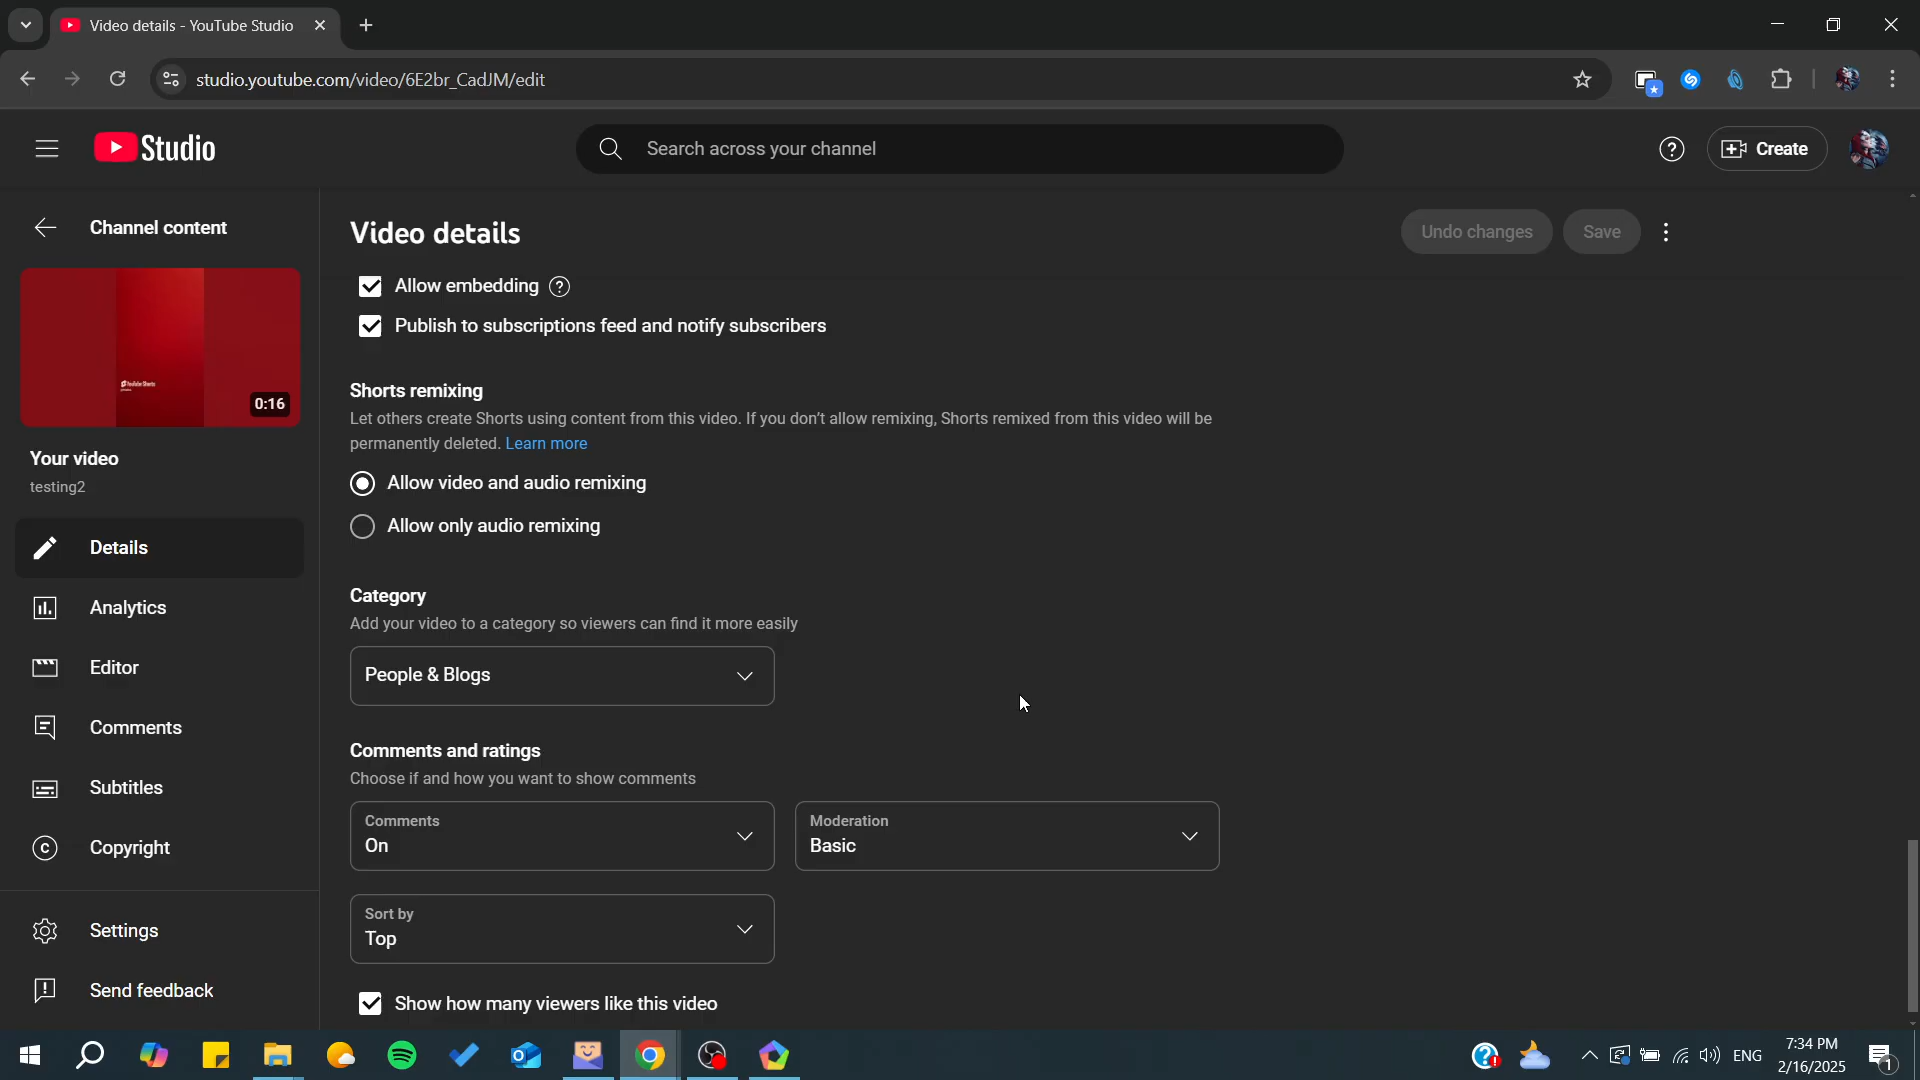 Video details - YouTube Studio
studio.youtube.com/video/6E2br_CadJM/edit
Studio
Search across your channel
Create
Channel content
Video details
Undo changes
Save
Allow embedding
Publish to subscriptions feed and notify subscribers
YouTube Shorts
0:16
Your video
testing2
Shorts remixing
Let others create Shorts using content from this video. If you don't allow remixing, Shorts remixed from this video will be
permanently deleted. Learn more
Allow video and audio remixing
Allow only audio remixing
Details
Analytics
Editor
Comments
Subtitles
Copyright
Settings
Send feedback
Category
Add your video to a category so viewers can find it more easily
People & Blogs
Comments and ratings
Choose if and how you want to show comments
Comments
On
Moderation
Basic
Sort by
Top
Show how many viewers like this video
ENG
7:34 PM
2/16/2025
1